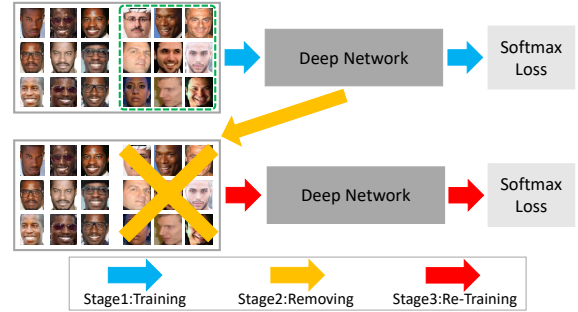 Deep Network
Softmax
Loss
Deep Network
Softmax
Loss
Stage1:Training
Stage2:Removing
Stage3:Re-Training